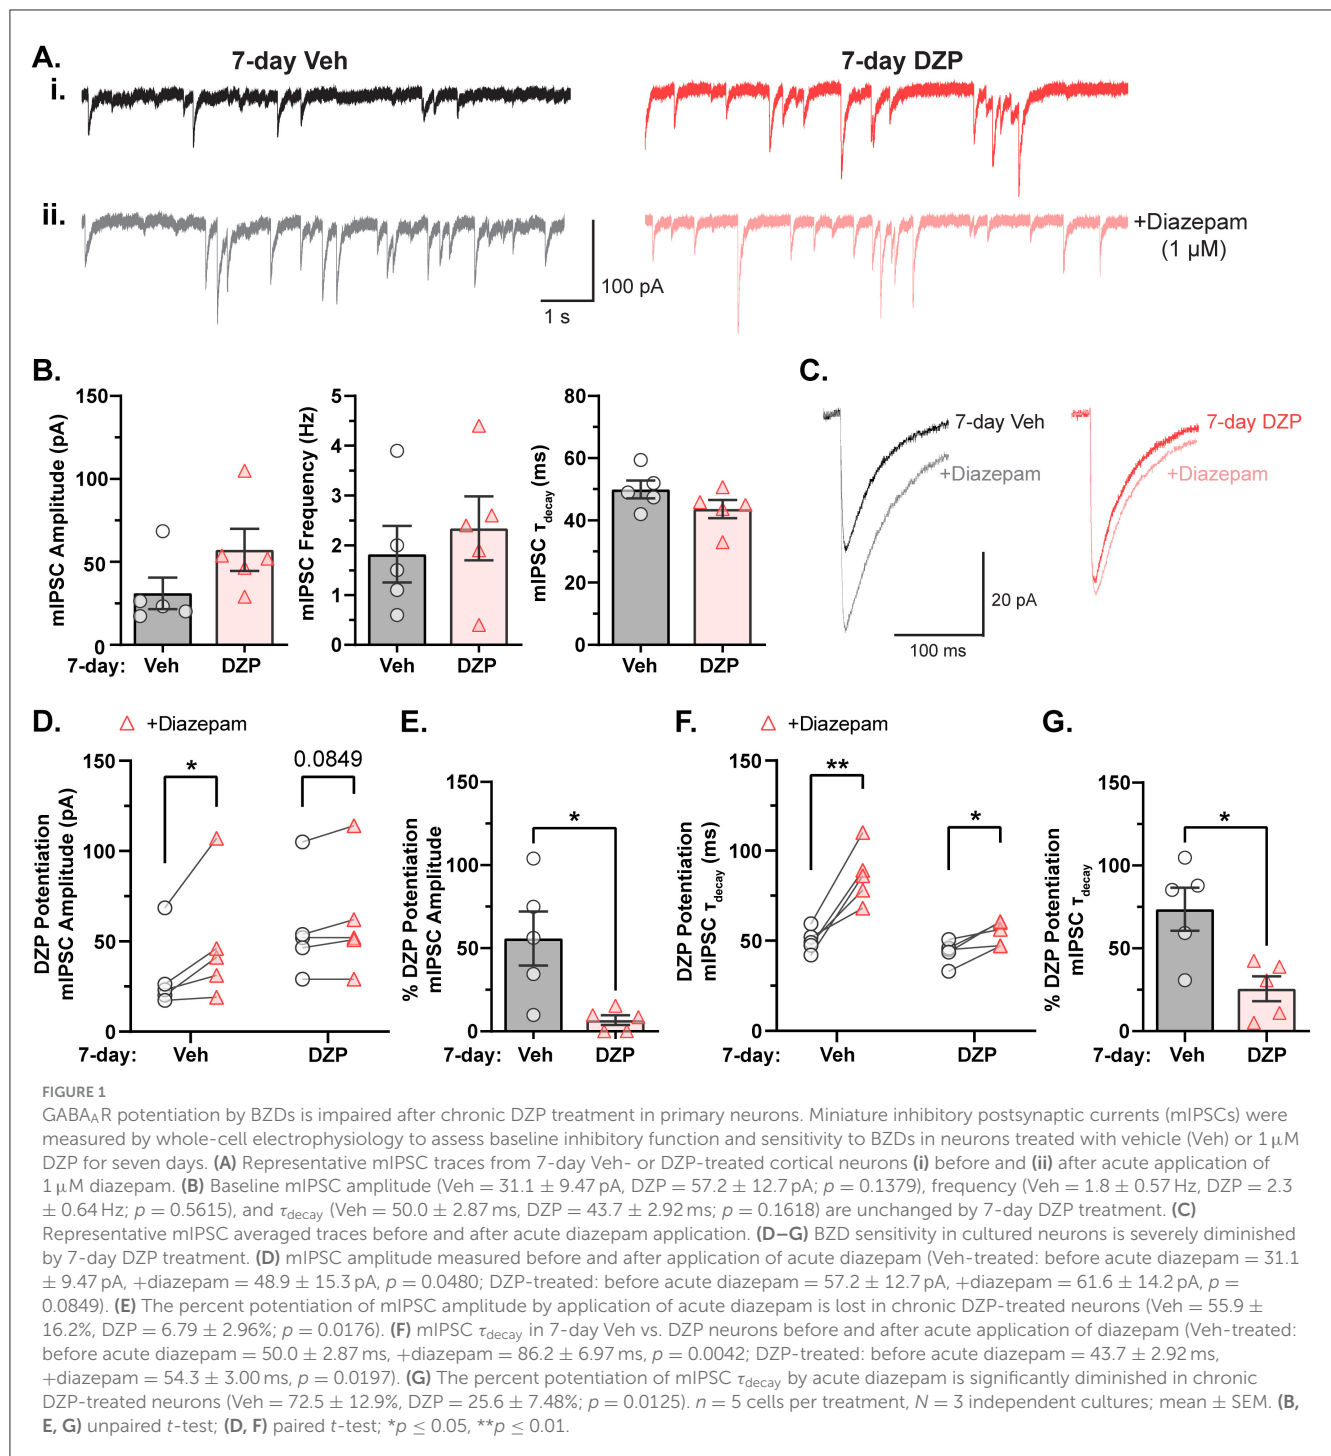 A.
7-day Veh
7-day DZP
i.
ii.
+Diazepam
(1 µM)
100 pA
1 s
B.
mIPSC Amplitude (pA)
150
100
50
0
7-day:
Veh
DZP
mIPSC Frequency (Hz)
5
4
3
2
1
0
Veh
DZP
mIPSC τdecay (ms)
80
60
40
20
0
Veh
DZP
C.
7-day Veh
+Diazepam
7-day DZP
+Diazepam
20 pA
100 ms
D.
+Diazepam
DZP Potentiation
mIPSC Amplitude (pA)
150
100
50
0
*
0.0849
7-day:
Veh
DZP
E.
% DZP Potentiation
mIPSC Amplitude
150
100
50
0
*
7-day:
Veh
DZP
F.
+Diazepam
DZP Potentiation
mIPSC τdecay (ms)
150
100
50
0
**
*
7-day:
Veh
DZP
G.
% DZP Potentiation
mIPSC τdecay
150
100
50
0
*
7-day:
Veh
DZP
FIGURE 1
GABAAR potentiation by BZDs is impaired after chronic DZP treatment in primary neurons. Miniature inhibitory postsynaptic currents (mIPSCs) were
measured by whole-cell electrophysiology to assess baseline inhibitory function and sensitivity to BZDs in neurons treated with vehicle (Veh) or 1 µM
DZP for seven days. (A) Representative mIPSC traces from 7-day Veh- or DZP-treated cortical neurons (i) before and (ii) after acute application of
1 µM diazepam. (B) Baseline mIPSC amplitude (Veh = 31.1 ± 9.47 pA, DZP = 57.2 ± 12.7 pA; p = 0.1379), frequency (Veh = 1.8 ± 0.57 Hz, DZP = 2.3
± 0.64 Hz; p = 0.5615), and τdecay (Veh = 50.0 ± 2.87 ms, DZP = 43.7 ± 2.92 ms; p = 0.1618) are unchanged by 7-day DZP treatment. (C)
Representative mIPSC averaged traces before and after acute diazepam application. (D–G) BZD sensitivity in cultured neurons is severely diminished
by 7-day DZP treatment. (D) mIPSC amplitude measured before and after application of acute diazepam (Veh-treated: before acute diazepam = 31.1
± 9.47 pA, +diazepam = 48.9 ± 15.3 pA, p = 0.0480; DZP-treated: before acute diazepam = 57.2 ± 12.7 pA, +diazepam = 61.6 ± 14.2 pA, p =
0.0849). (E) The percent potentiation of mIPSC amplitude by application of acute diazepam is lost in chronic DZP-treated neurons (Veh = 55.9 ±
16.2%, DZP = 6.79 ± 2.96%; p = 0.0176). (F) mIPSC τdecay in 7-day Veh vs. DZP neurons before and after acute application of diazepam (Veh-treated:
before acute diazepam = 50.0 ± 2.87 ms, +diazepam = 86.2 ± 6.97 ms, p = 0.0042; DZP-treated: before acute diazepam = 43.7 ± 2.92 ms,
+diazepam = 54.3 ± 3.00 ms, p = 0.0197). (G) The percent potentiation of mIPSC τdecay by acute diazepam is significantly diminished in chronic
DZP-treated neurons (Veh = 72.5 ± 12.9%, DZP = 25.6 ± 7.48%; p = 0.0125). n = 5 cells per treatment, N = 3 independent cultures; mean ± SEM. (B,
E, G) unpaired t-test; (D, F) paired t-test; *p ≤ 0.05, **p ≤ 0.01.